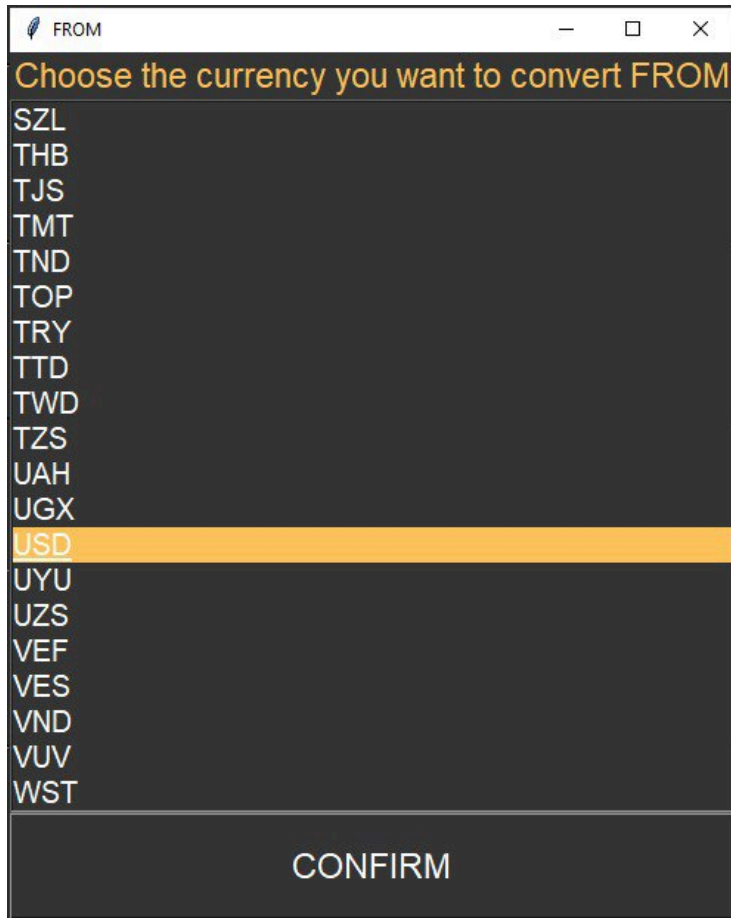 FROM
Choose the currency you want to convert FROM
SZL
THB
TJS
TMT
TND
TOP
TRY
TTD
TWD
TZS
UAH
UGX
USD
UYU
UZS
VEF
VES
VND
VUV
WST
CONFIRM